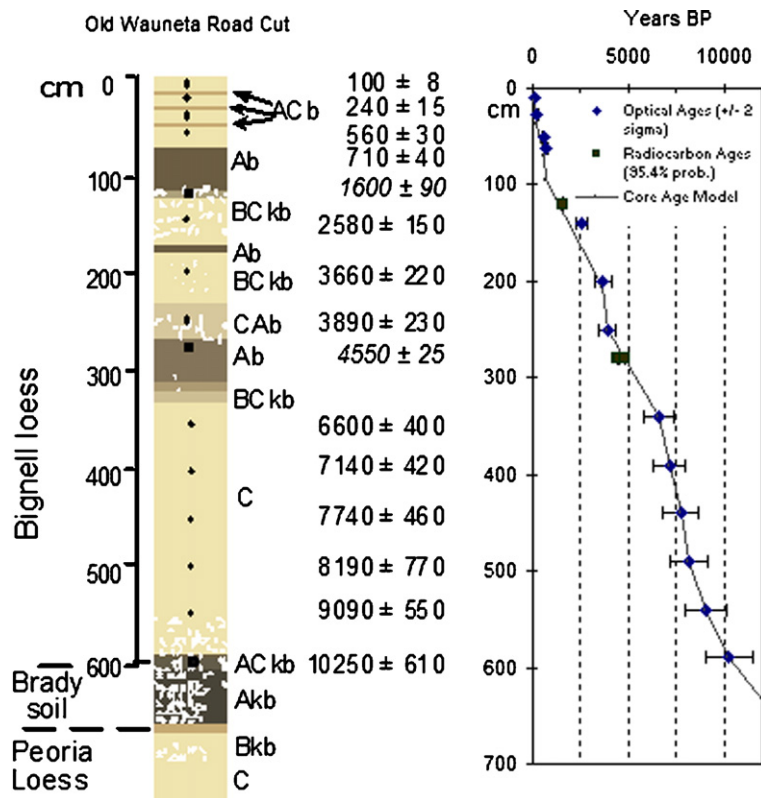 Old Wauneta Road Cut
cm
0
100
200
300
400
500
600
Bignell loess
Brady
soil
Peoria
Loess
AC b
Ab
BC kb
Ab
BC kb
C Ab
Ab
BC kb
C
AC kb
Akb
Bkb
C
100 ± 8
240 ± 15
560 ± 30
710 ± 40
1600 ± 90
2580 ± 150
3660 ± 220
3890 ± 230
4550 ± 25
6600 ± 400
7140 ± 420
7740 ± 460
8190 ± 770
9090 ± 550
10250 ± 610
Years BP
0 5000 10000
0
cm
100
200
300
400
500
600
700
Optical Ages (+/- 2
sigma)
Radiocarbon Ages
(95.4% prob.)
Core Age Model